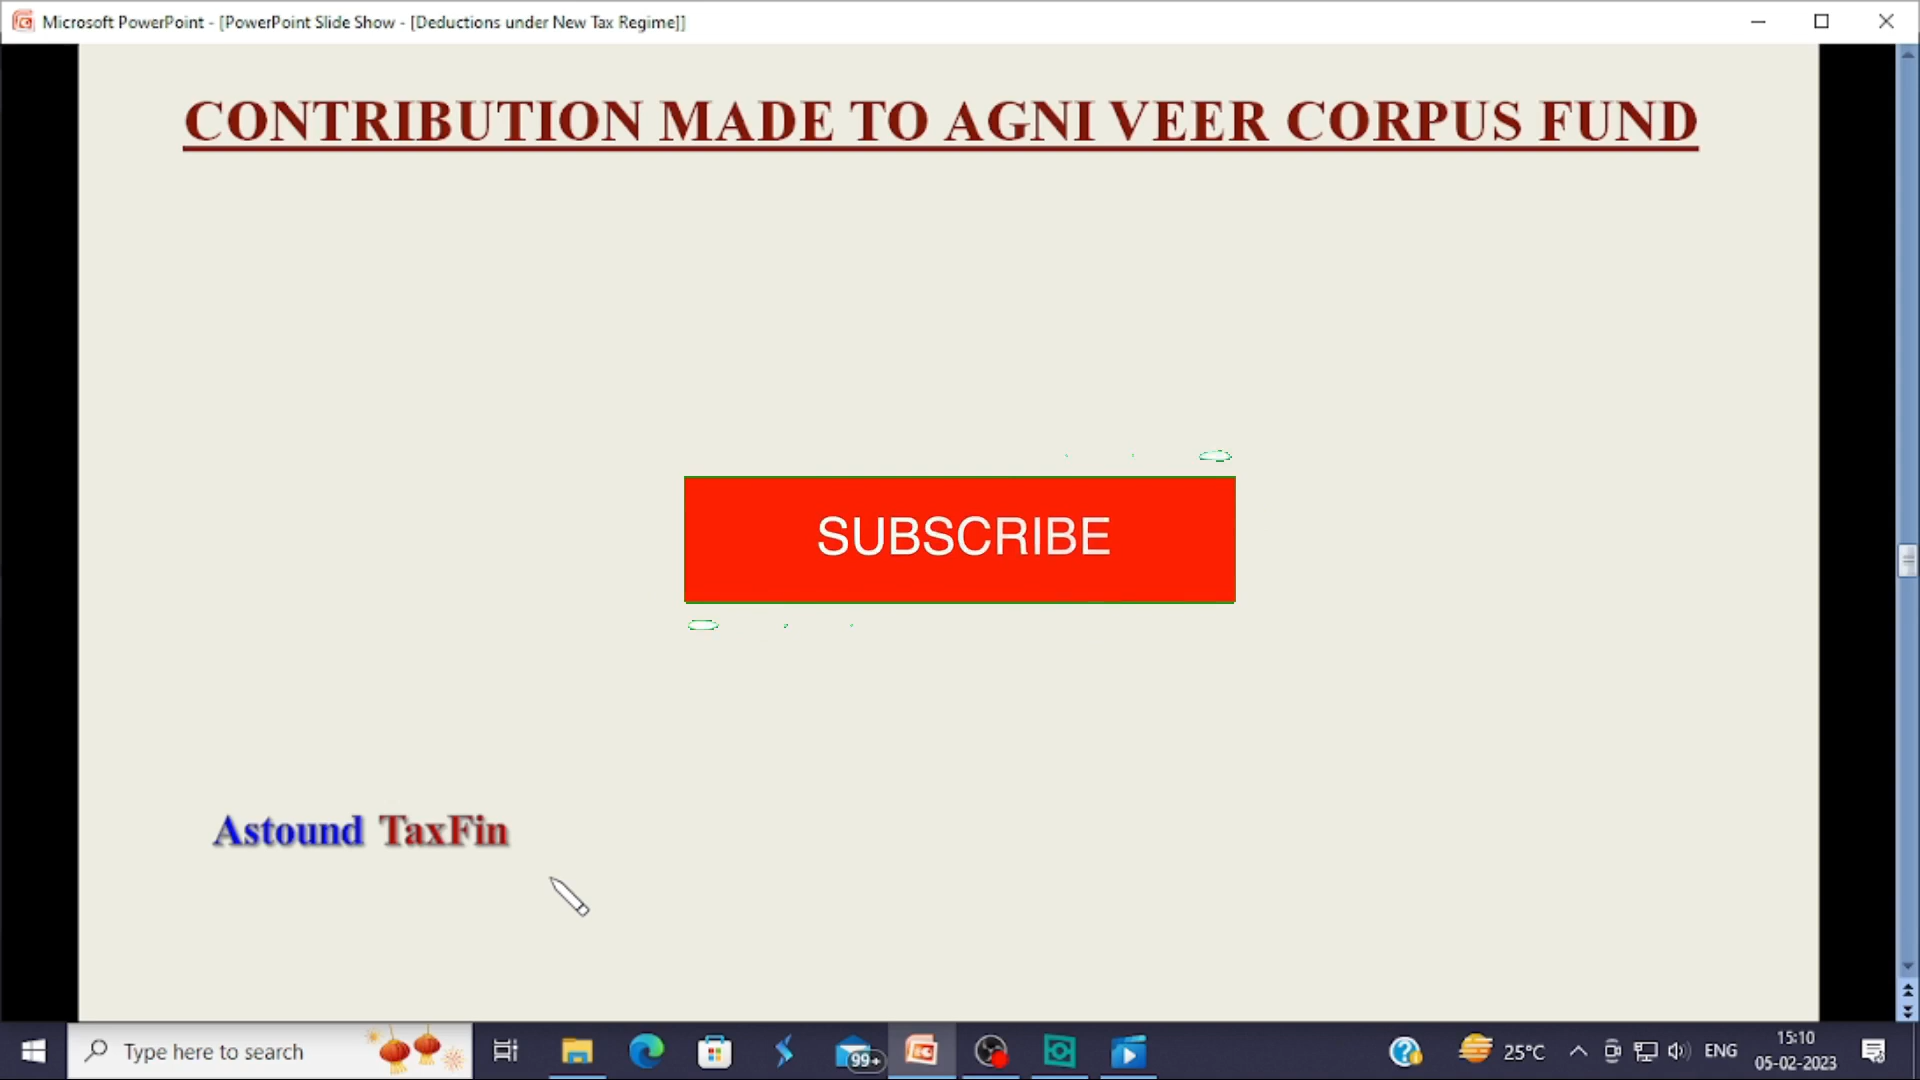 Microsoft PowerPoint - [PowerPoint Slide Show - [Deductions under New Tax Regime]]
CONTRIBUTION MADE TO AGNI VEER CORPUS FUND
SUBSCRIBE
Astound TaxFin
Type here to search
99+
25°C
ENG
15:10
05-02-2023